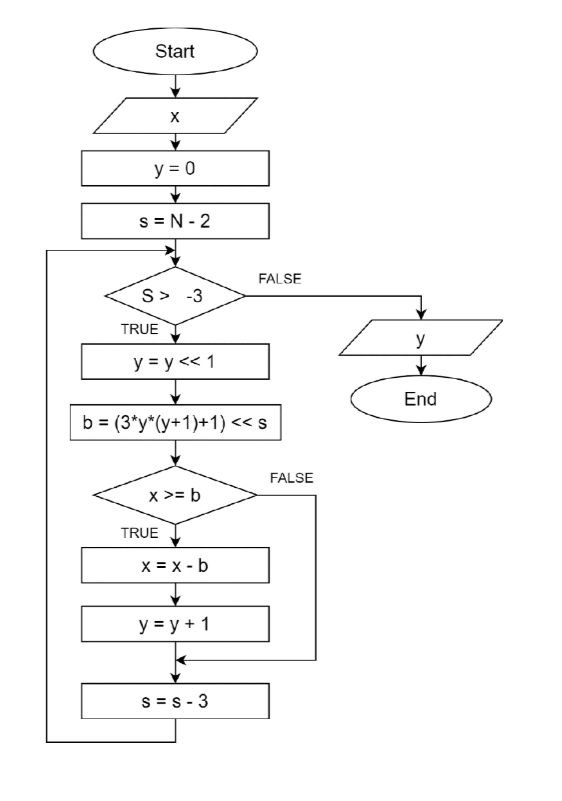 Start
x
y = 0
s = N - 2
S > -3
FALSE
TRUE
y = y << 1
b = (3*y*(y+1)+1) << s
x >= b
FALSE
TRUE
x = x - b
y = y + 1
s = s - 3
y
End